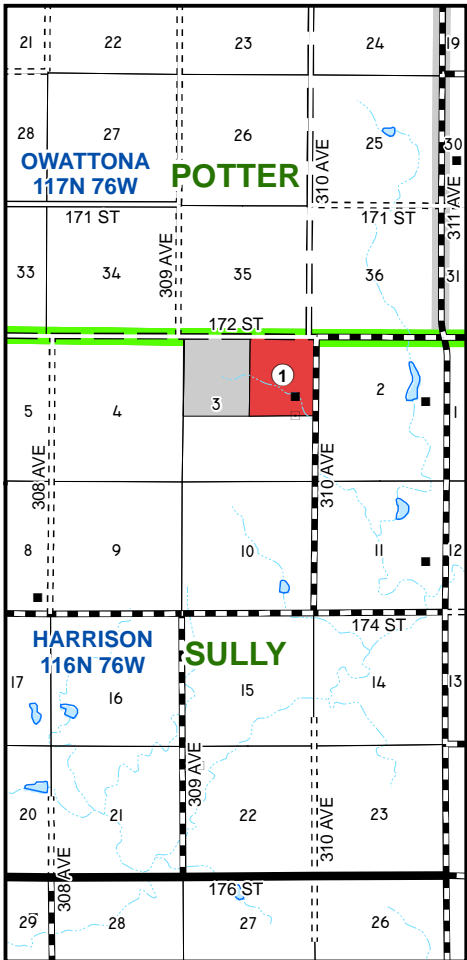 21 22 23 24 19
28 27 26 25 30
OWATTONA
117N 76W
POTTER
310 AVE
311 AVE
171 ST 171 ST
309 AVE
33 34 35 36 31
172 ST
1
5 4 3 2 1
308 AVE
310 AVE
8 9 10 11 12
174 ST
HARRISON
116N 76W
SULLY
17 16 15 14 13
309 AVE
310 AVE
20 21 22 23
308 AVE
176 ST
29 28 27 26